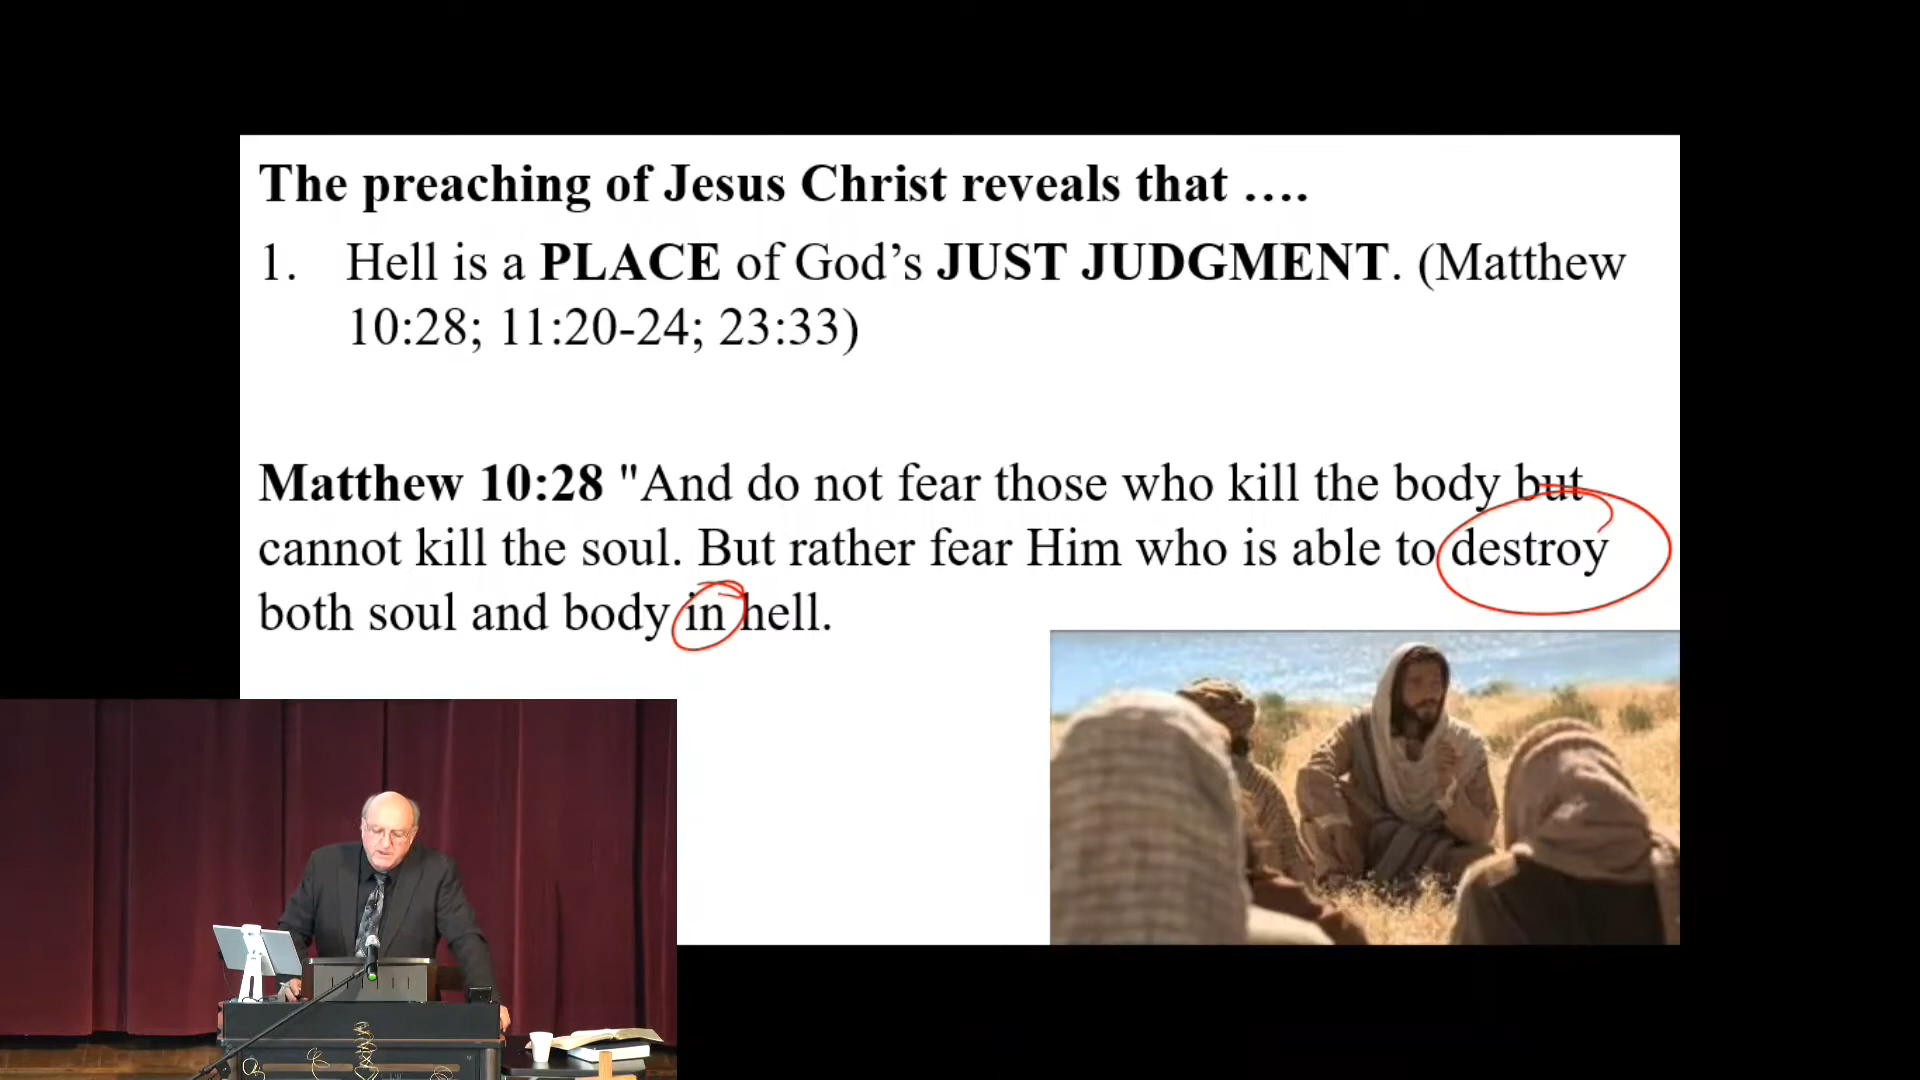 The preaching of Jesus Christ reveals that ….
1. Hell is a PLACE of God’s JUST JUDGMENT. (Matthew
10:28; 11:20-24; 23:33)
Matthew 10:28 "And do not fear those who kill the body but
cannot kill the soul. But rather fear Him who is able to destroy
both soul and body in hell.